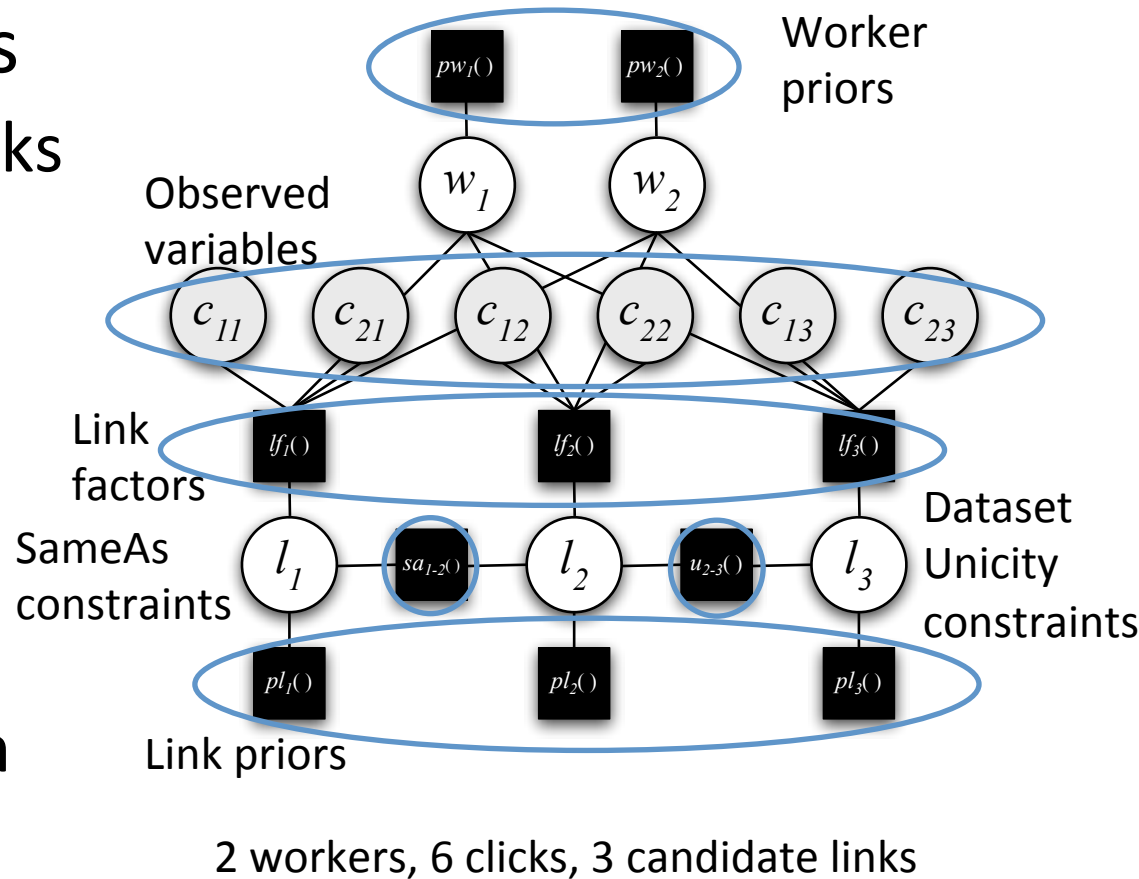 s
ks
pw1( ) pw2( )
Worker
priors
w1 w2
Observed
variables
c11 c21 c12 c22 c13 c23
Link
factors
lf1( ) lf2( ) lf3( )
SameAs
constraints
l1 sa1-2( ) l2 u2-3( ) l3
Dataset
Unicity
constraints
pl1( ) pl2( ) pl3( )
n
Link priors
2 workers, 6 clicks, 3 candidate links